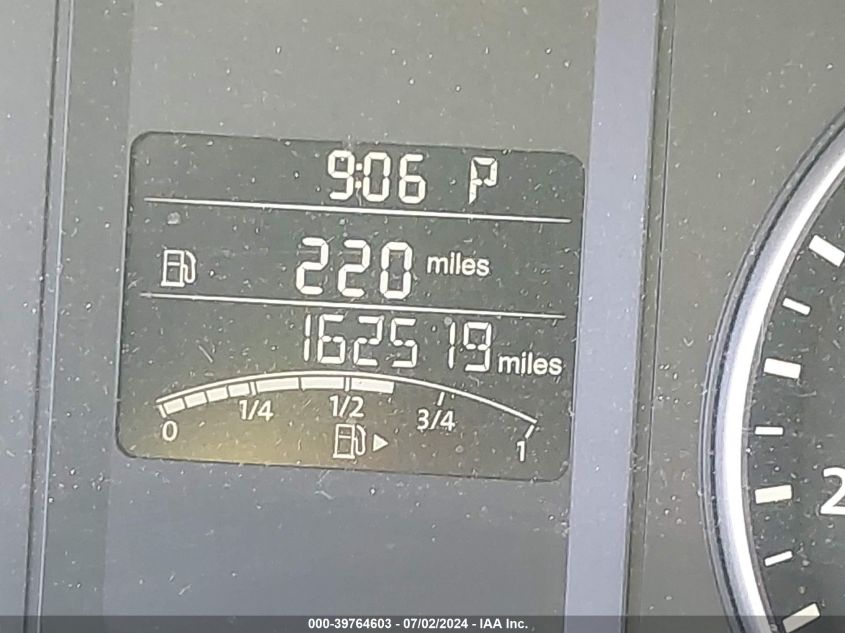 9:06 P
220 miles
162519 miles
0 1/4 1/2 3/4 1
2
000-39764603 - 07/02/2024 - IAA Inc.